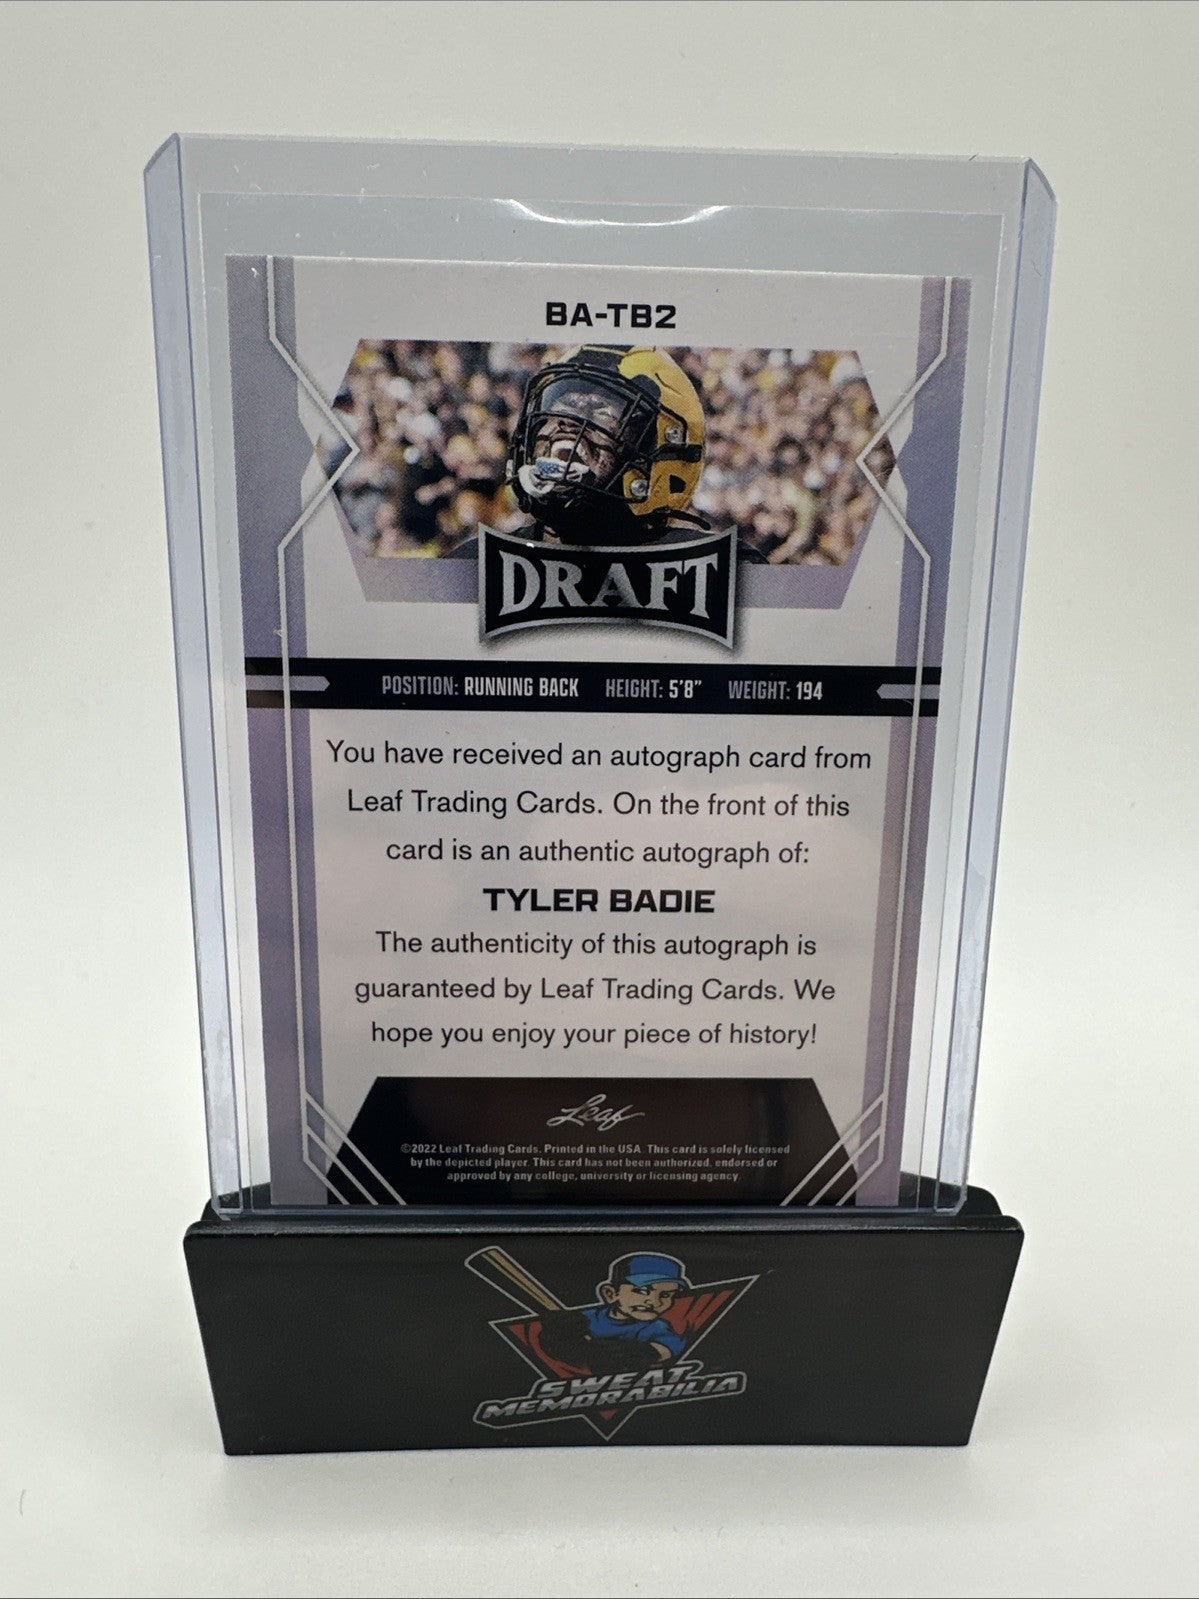 BA-TB2
DRAFT
POSITION: RUNNING BACK HEIGHT: 5'8" WEIGHT: 194
You have received an autograph card from
Leaf Trading Cards. On the front of this
card is an authentic autograph of:
TYLER BADIE
The authenticity of this autograph is
guaranteed by Leaf Trading Cards. We
hope you enjoy your piece of history!
Leaf
©2022 Leaf Trading Cards. Printed in the USA. This card is solely licensed
by the depicted player. This card has not been authorized, endorsed or
approved by any college, university or licensing agency.
SWEAT
MEMORABILIA